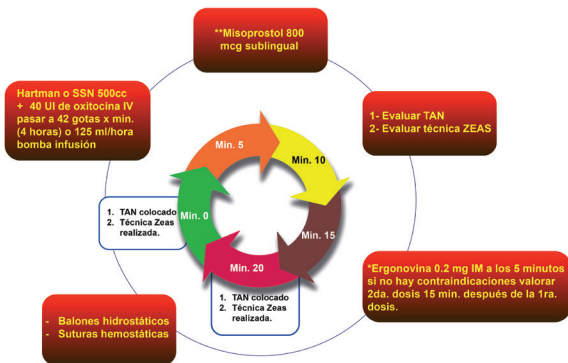 **Misoprostol 800
mcg sublingual
Hartman o SSN 500cc
+ 40 UI de oxitocina IV
pasar a 42 gotas x min.
(4 horas) o 125 ml/hora
bomba infusión
1- Evaluar TAN
2- Evaluar técnica ZEAS
Min. 5
Min. 10
Min. 0
Min. 15
Min. 20
1. TAN colocado
2. Técnica Zeas
realizada.
*Ergonovina 0.2 mg IM a los 5 minutos
si no hay contraindicaciones valorar
2da. dosis 15 min. después de la 1ra.
dosis.
1. TAN colocado
2. Técnica Zeas
realizada.
- Balones hidrostáticos
- Suturas hemostáticas